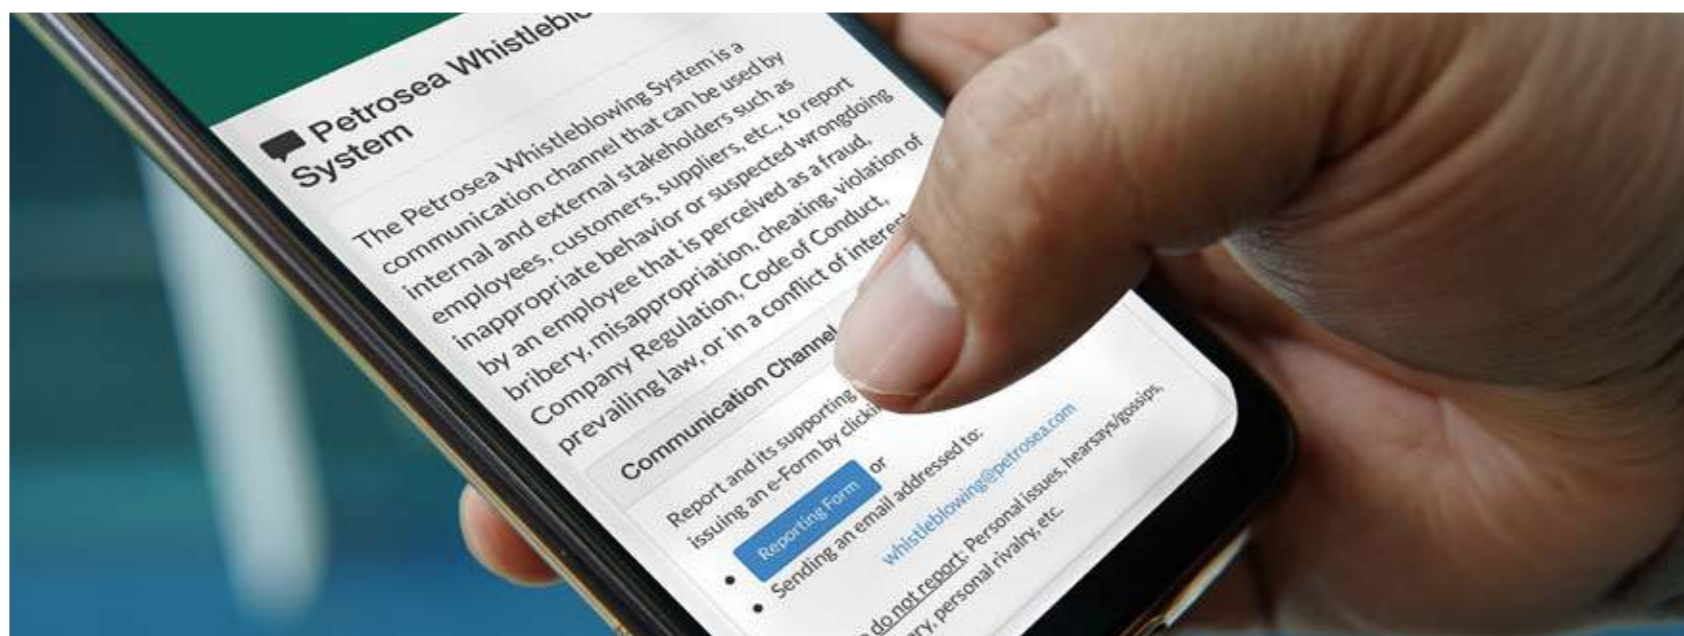 Petrosea
System
The Petrosea Whistleblowing System is a
communication channel that can be used by
internal and external stakeholders such as
employees, customers, suppliers, etc., to report
inappropriate behavior or suspected wrongdoing
by an employee that is perceived as a fraud,
bribery, misappropriation, cheating, violation of
Company Regulation, Code of Conduct,
prevailing law, or in a conflict of interest
Communication Channel
Report and its supporting
issuing an e-Form by
Reporting Form or
Sending an email addressed to:
whistleblowing@petrosea.com
do not report: Personal issues, hearsays/gossips,
personal rivalry, etc.